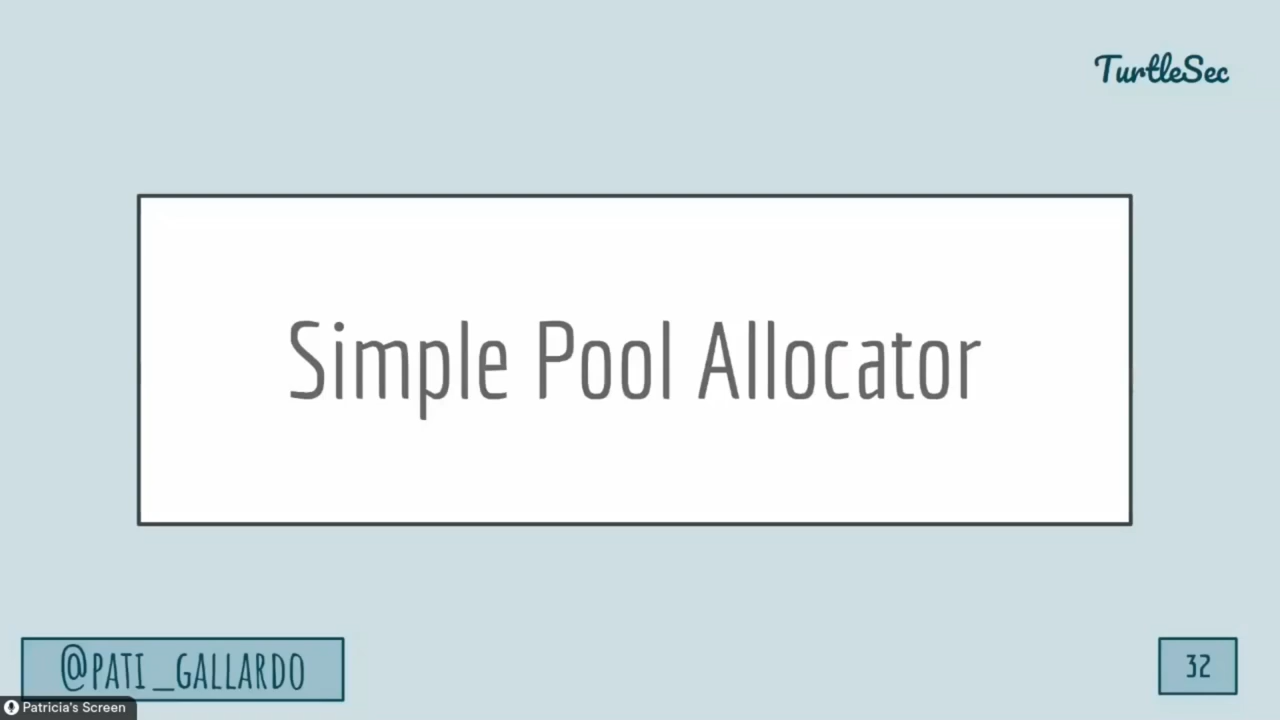 TurtleSec
Simple Pool Allocator
@PATI_GALLARDO
32
Patricia's Screen